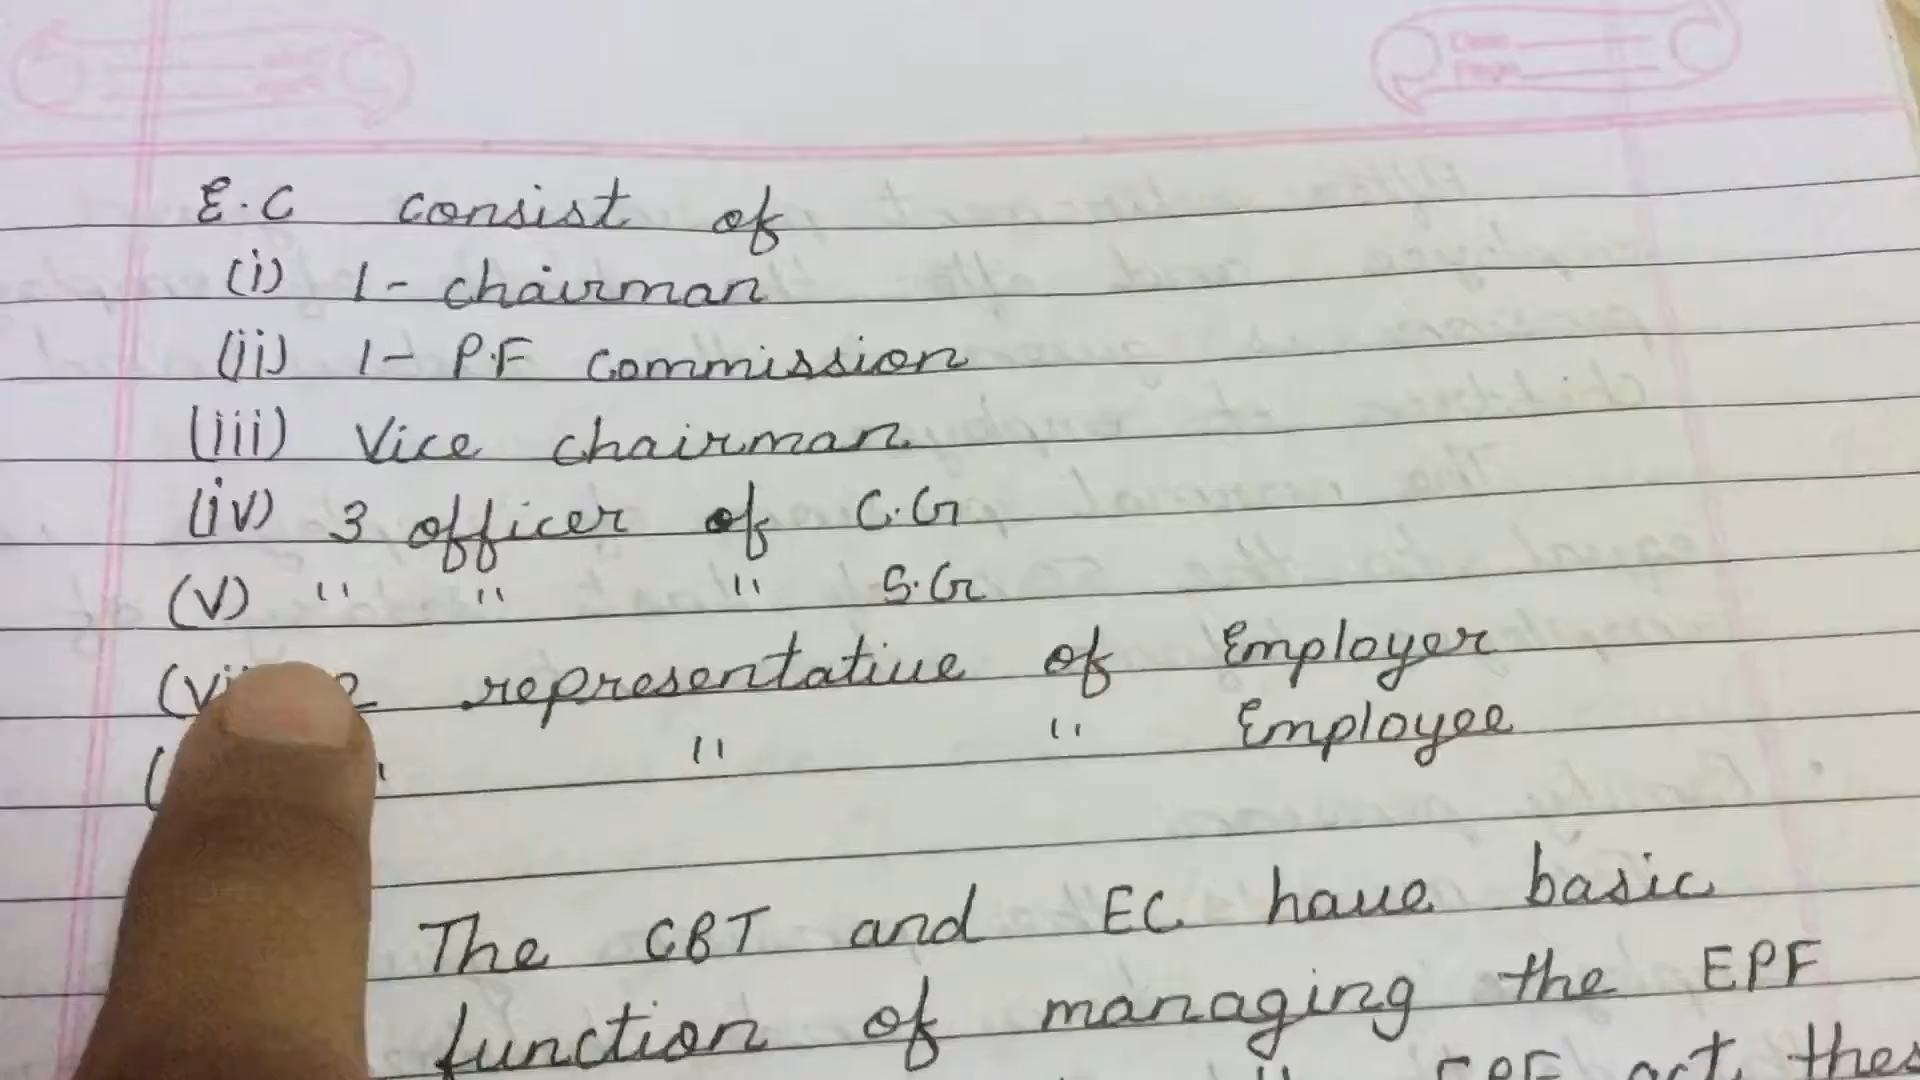 E.C consist of
(i) 1- chairman
(ii) 1- P.F commission
(iii) Vice chairman
(iv) 3 officer of C.G
(v) " " " S.G
representative of Employer
" " Employee
The CBT and EC have basic
function of managing the EPF
act